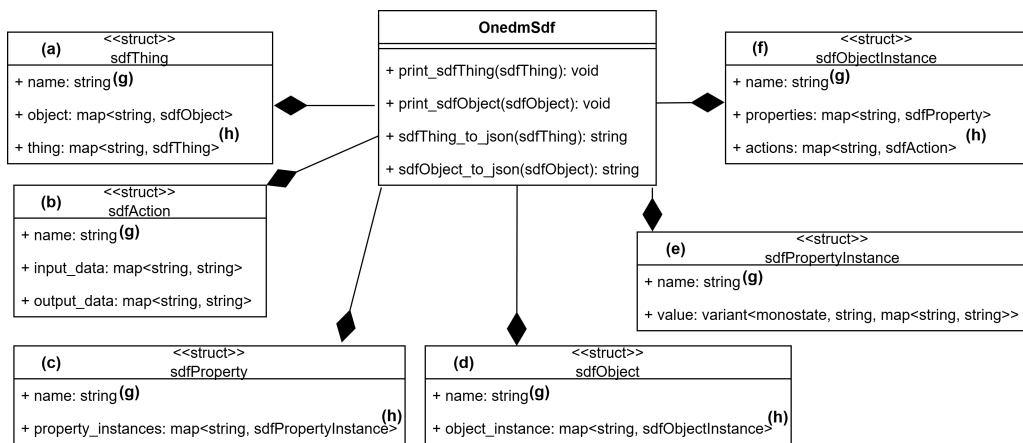 OnedmSdf
+ print_sdfThing(sdfThing): void
+ print_sdfObject(sdfObject): void
+ sdfThing_to_json(sdfThing): string
+ sdfObject_to_json(sdfObject): string
(a)
<<struct>>
sdfThing
+ name: string (g)
+ object: map<string, sdfObject>
+ thing: map<string, sdfThing> (h)
(f)
<<struct>>
sdfObjectInstance
+ name: string (g)
+ properties: map<string, sdfProperty>
+ actions: map<string, sdfAction> (h)
(b)
<<struct>>
sdfAction
+ name: string (g)
+ input_data: map<string, string>
+ output_data: map<string, string>
(e)
<<struct>>
sdfPropertyInstance
+ name: string (g)
+ value: variant<monostate, string, map<string, string>>
(c)
<<struct>>
sdfProperty
+ name: string (g)
+ property_instances: map<string, sdfPropertyInstance> (h)
(d)
<<struct>>
sdfObject
+ name: string (g)
+ object_instance: map<string, sdfObjectInstance> (h)